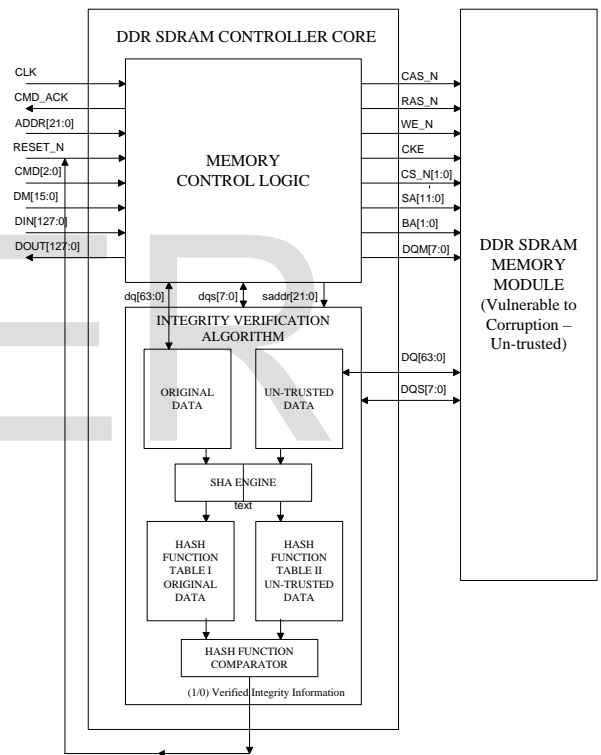 DDR SDRAM CONTROLLER CORE
CLK
CMD_ACK
ADDR[21:0]
RESET_N
CMD[2:0]
DM[15:0]
DIN[127:0]
DOUT[127:0]
MEMORY
CONTROL LOGIC
CAS_N
RAS_N
WE_N
CKE
CS_N[1:0]
SA[11:0]
BA[1:0]
DQM[7:0]
DQ[63:0]
DQS[7:0]
DDR SDRAM
MEMORY
MODULE
(Vulnerable to
Corruption –
Un-trusted)
dq[63:0]
dqs[7:0]
saddr[21:0]
INTEGRITY VERIFICATION
ALGORITHM
ORIGINAL
DATA
UN-TRUSTED
DATA
SHA ENGINE
text
HASH
FUNCTION
TABLE I
ORIGINAL
DATA
HASH
FUNCTION
TABLE II
UN-TRUSTED
DATA
HASH FUNCTION
COMPARATOR
(1/0) Verified Integrity Information
ER